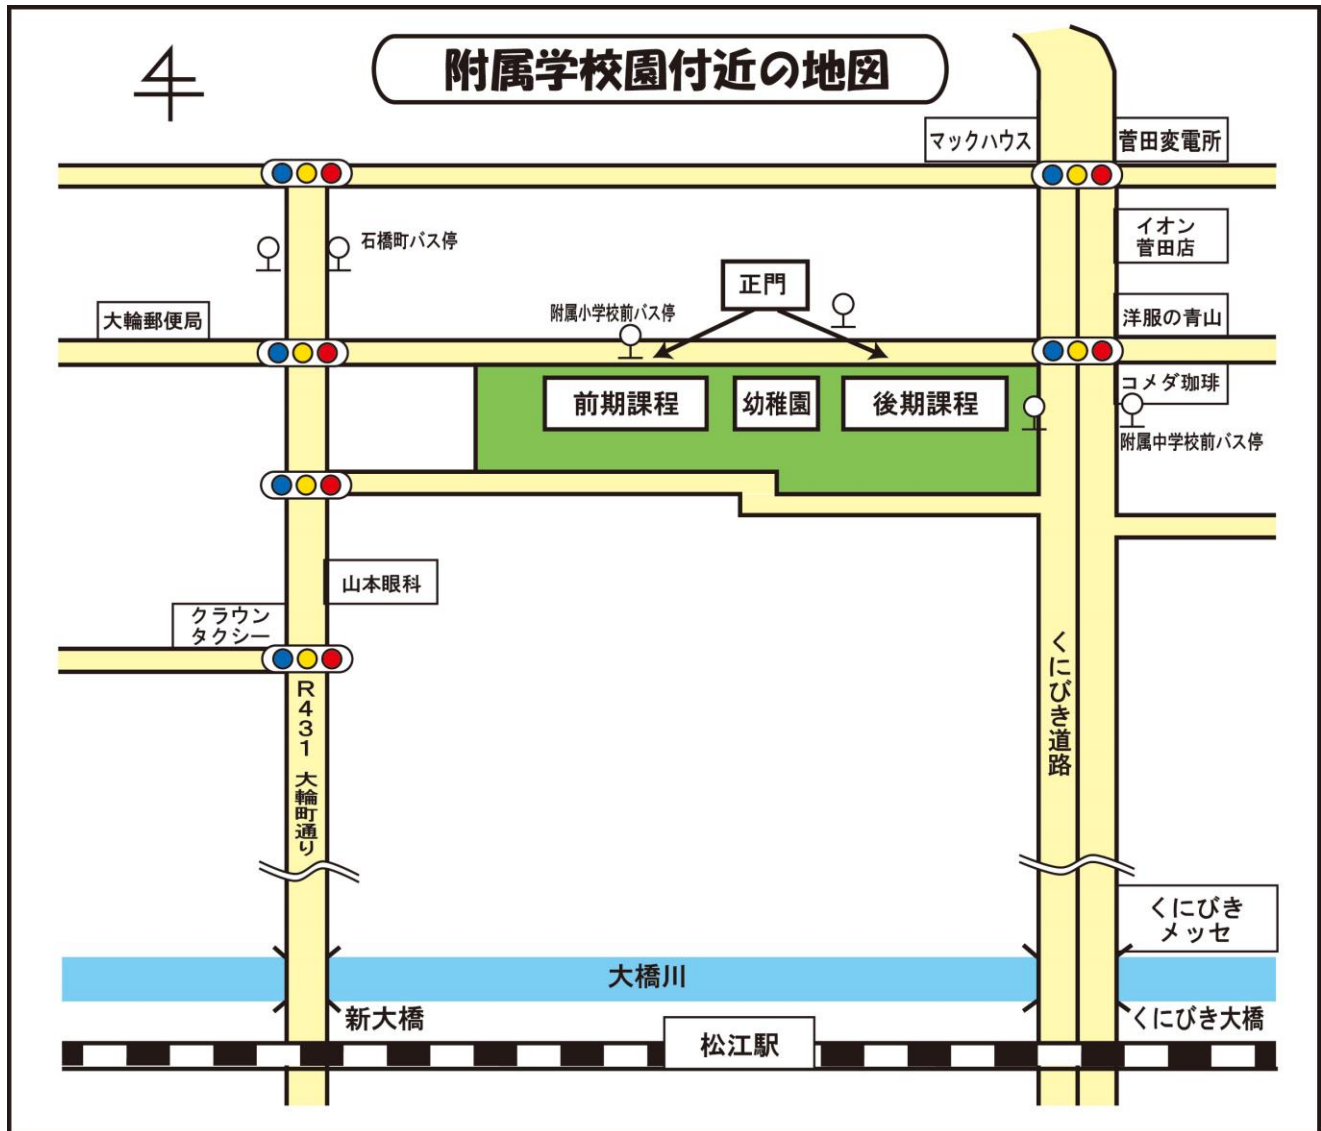 附属学校園付近の地図
マックハウス
菅田変電所
石橋町バス停
イオン
菅田店
正門
大輪郵便局
附属小学校前バス停
洋服の青山
前期課程
幼稚園
後期課程
コメダ珈琲
附属中学校前バス停
山本眼科
クラウン
タクシー
R431 大輪町通り
くにびき道路
くにびき
メッセ
大橋川
新大橋
くにびき大橋
松江駅